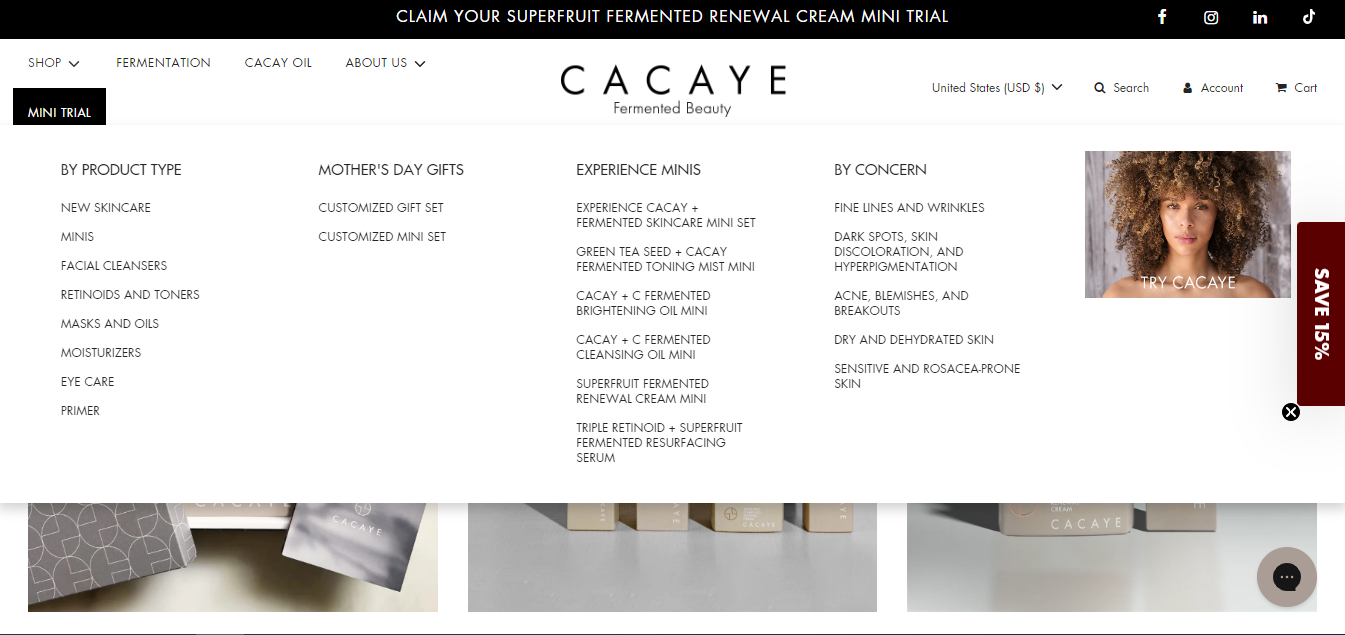 CLAIM YOUR SUPERFRUIT FERMENTED RENEWAL CREAM MINI TRIAL
SHOP
FERMENTATION
CACAY OIL
ABOUT US
MINI TRIAL
CACAYE
Fermented Beauty
United States (USD $)
Search
Account
Cart
BY PRODUCT TYPE
NEW SKINCARE
MINIS
FACIAL CLEANSERS
RETINOIDS AND TONERS
MASKS AND OILS
MOISTURIZERS
EYE CARE
PRIMER
MOTHER'S DAY GIFTS
CUSTOMIZED GIFT SET
CUSTOMIZED MINI SET
EXPERIENCE MINIS
EXPERIENCE CACAY +
FERMENTED SKINCARE MINI SET
GREEN TEA SEED + CACAY
FERMENTED TONING MIST MINI
CACAY + C FERMENTED
BRIGHTENING OIL MINI
CACAY + C FERMENTED
CLEANSING OIL MINI
SUPERFRUIT FERMENTED
RENEWAL CREAM MINI
TRIPLE RETINOID + SUPERFRUIT
FERMENTED RESURFACING
SERUM
BY CONCERN
FINE LINES AND WRINKLES
DARK SPOTS, SKIN
DISCOLORATION, AND
HYPERPIGMENTATION
ACNE, BLEMISHES, AND
BREAKOUTS
DRY AND DEHYDRATED SKIN
SENSITIVE AND ROSACEA-PRONE
SKIN
TRY CACAYE
SAVE 15%
CACAYE
CACAYE
CACAYE
CREAM
CACAYE